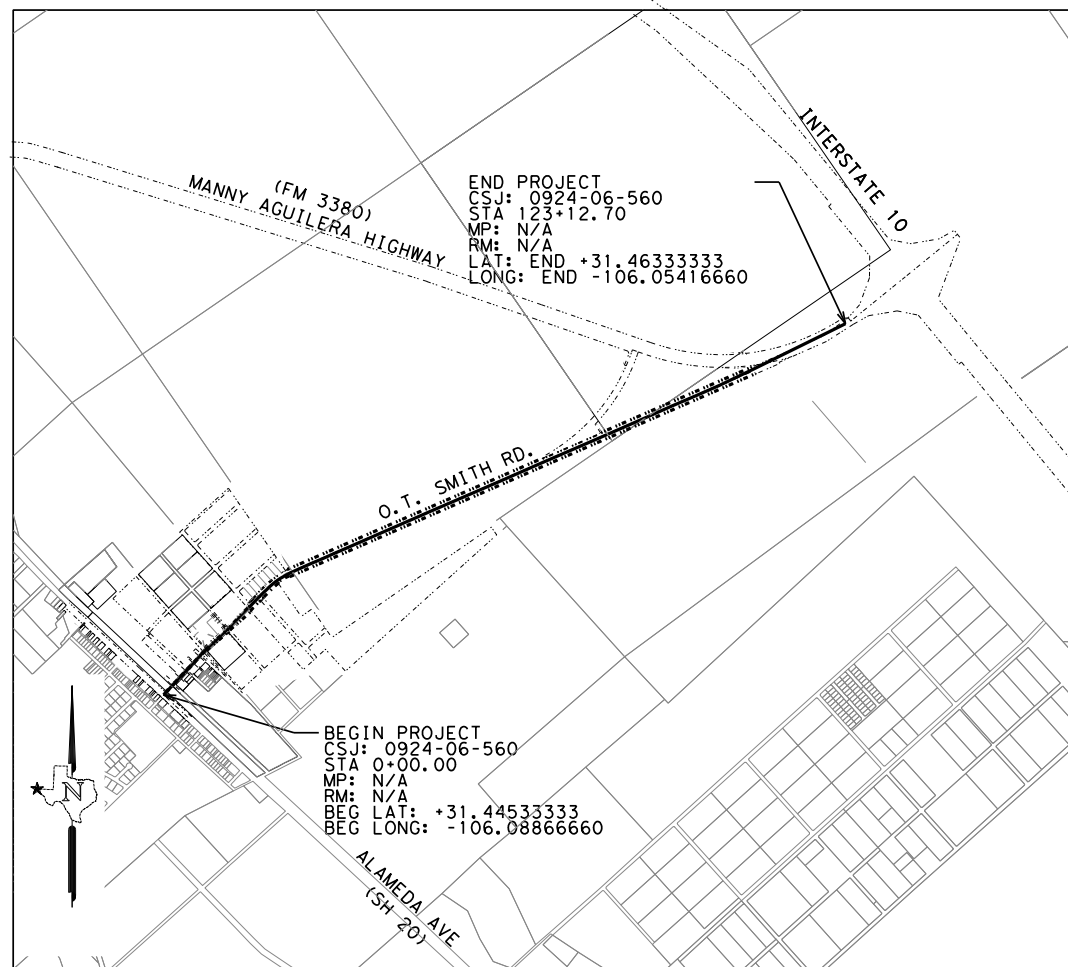 INTERSTATE 10
(FM 3380)
MANNY AGUILERA HIGHWAY
END PROJECT
CSJ: 0924-06-560
STA 123+12.70
MP: N/A
RM: N/A
LAT: END +31.46333333
LONG: END -106.05416660
O.T. SMITH RD.
BEGIN PROJECT
CSJ: 0924-06-560
STA 0+00.00
MP: N/A
RM: N/A
BEG LAT: +31.44533333
BEG LONG: -106.08866660
N
ALAMEDA AVE
(SH 20)